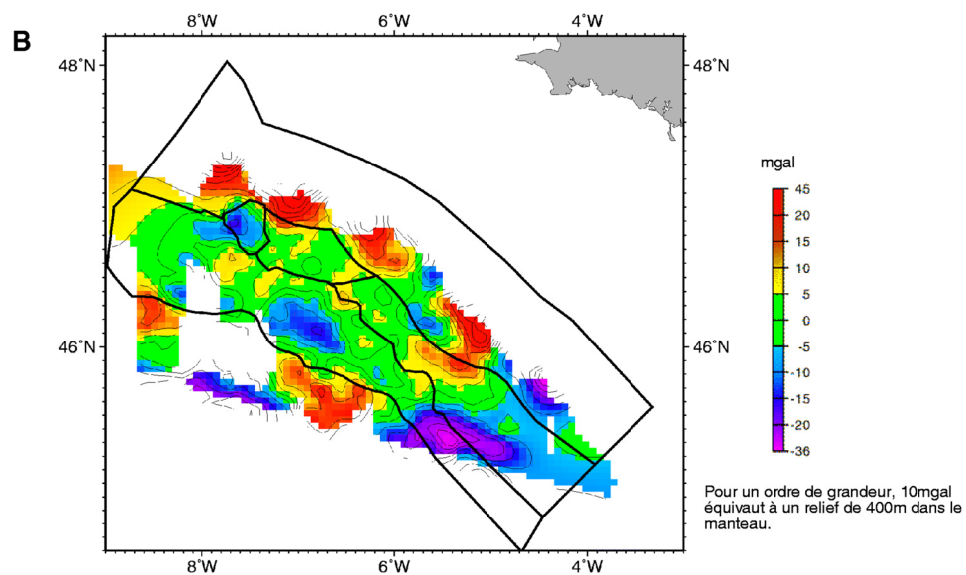 B
8°W 6°W 4°W
48°N 48°N
46°N 46°N
8°W 6°W 4°W
mgal
45
20
15
10
5
0
-5
-10
-15
-20
-36
Pour un ordre de grandeur, 10mgal
équivaut à un relief de 400m dans le
manteau.